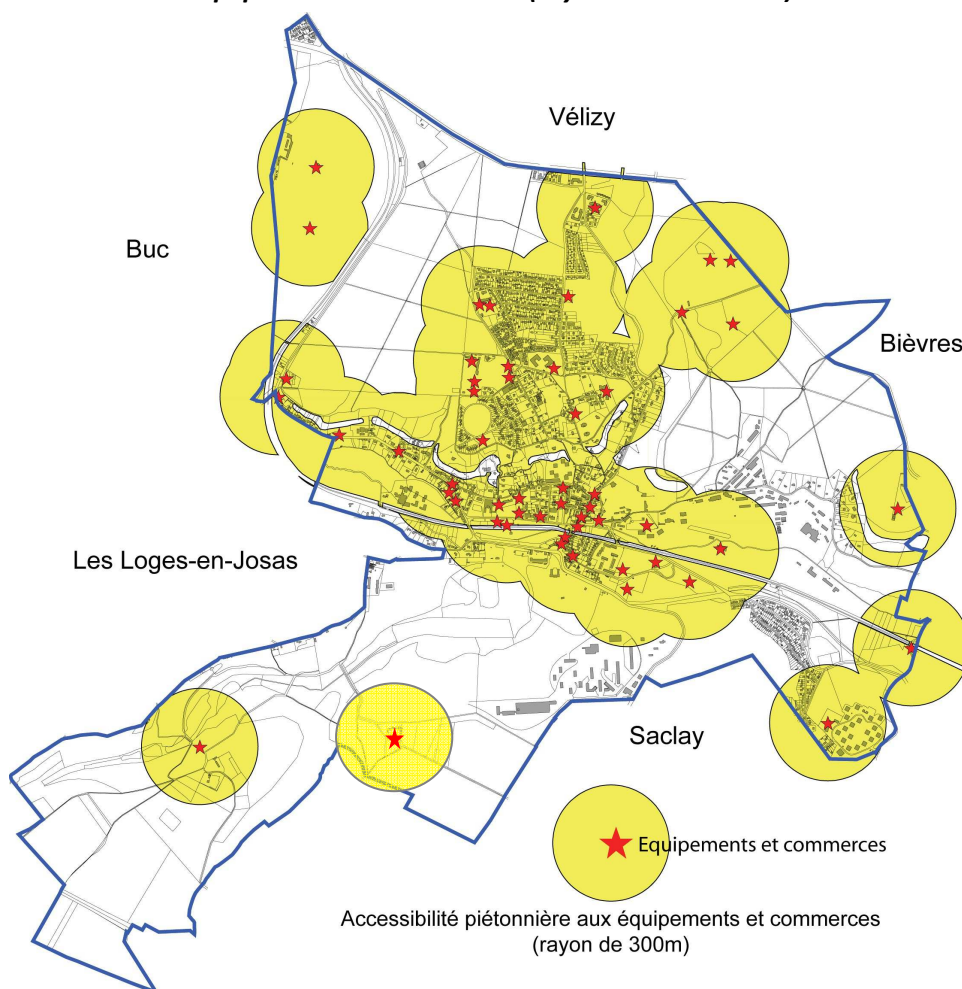 Vélizy
Buc
Bièvres
Les Loges-en-Josas
Saclay
Equipements et commerces
Accessibilité piétonnière aux équipements et commerces
(rayon de 300m)